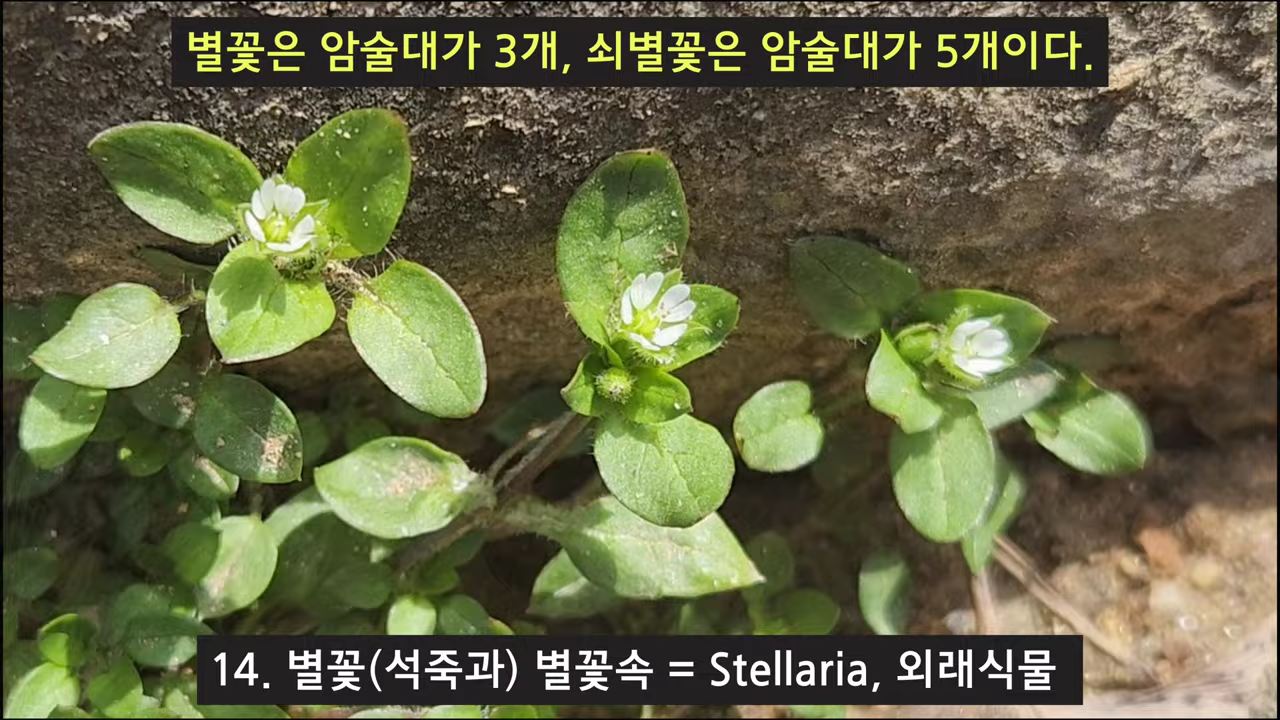 별꽃은 암술대가 3개, 쇠별꽃은 암술대가 5개이다.
14. 별꽃(석죽과) 별꽃속 = Stellaria, 외래식물